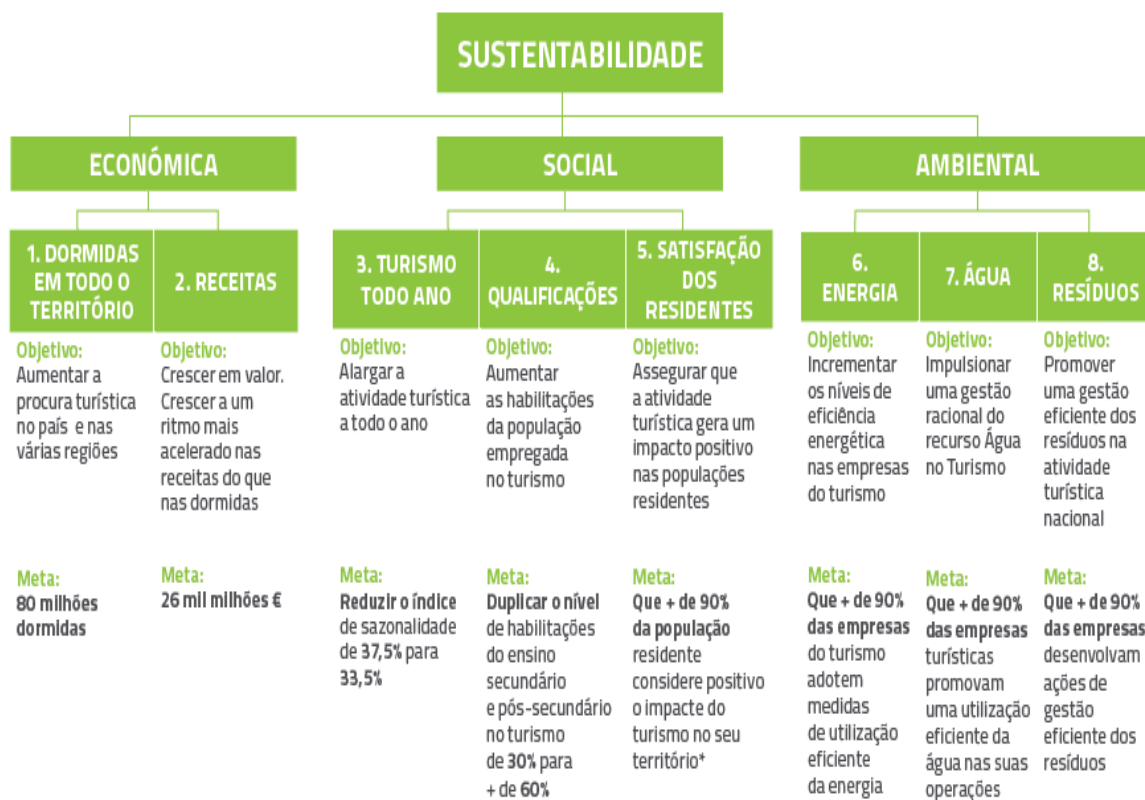 SUSTENTABILIDADE
ECONÓMICA
SOCIAL
AMBIENTAL
1. DORMIDAS
EM TODO O
TERRITÓRIO
2. RECEITAS
3. TURISMO
TODO ANO
4.
QUALIFICAÇÕES
5. SATISFAÇÃO
DOS
RESIDENTES
6.
ENERGIA
7. ÁGUA
8.
RESÍDUOS
Objetivo:
Aumentar a
procura turística
no país e nas
várias regiões
Objetivo:
Crescer em valor.
Crescer a um
ritmo mais
acelerado nas
receitas do que
nas dormidas
Objetivo:
Alargar a
atividade turística
a todo o ano
Objetivo:
Aumentar
as habilitações
da população
empregada
no turismo
Objetivo:
Assegurar que
a atividade
turística gera um
impacto positivo
nas populações
residentes
Objetivo:
Incrementar
os níveis de
eficiência
energética
nas empresas
do turismo
Objetivo:
Impulsionar
uma gestão
racional do
recurso Água
no Turismo
Objetivo:
Promover
uma gestão
eficiente dos
resíduos na
atividade
turística
nacional
Meta:
80 milhões
dormidas
Meta:
26 mil milhões €
Meta:
Reduzir o índice
de sazonalidade
de 37,5% para
33,5%
Meta:
Duplicar o nível
de habilitações
do ensino
secundário
e pós-secundário
no turismo
de 30% para
+ de 60%
Meta:
Que + de 90%
da população
residente
considere positivo
o impacte do
turismo no seu
território*
Meta:
Que + de 90%
das empresas
do turismo
adotem
medidas
de utilização
eficiente
da energia
Meta:
Que + de 90%
das empresas
turísticas
promovam
uma utilização
eficiente da
água nas suas
operações
Meta:
Que + de 90%
das empresas
desenvolvam
ações de
gestão
eficiente dos
resíduos